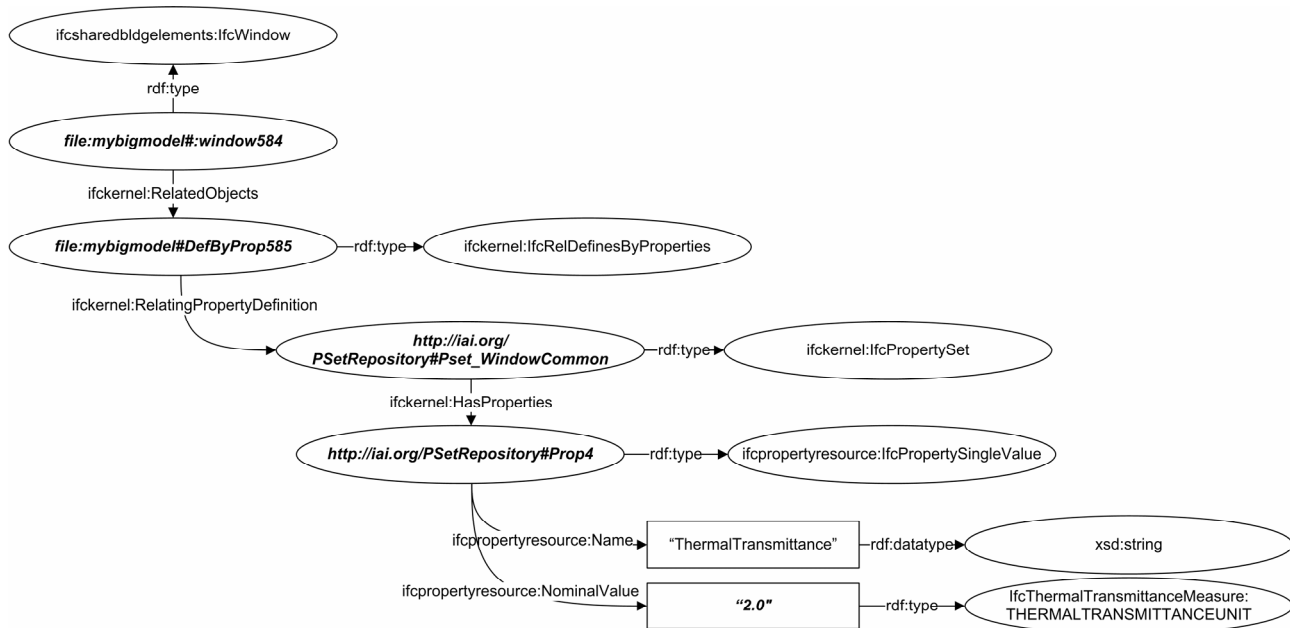 ifcsharedbldgelements:IfcWindow
rdf:type
file:mybigmodel#:window584
ifckernel:RelatedObjects
file:mybigmodel#DefByProp585
rdf:type
ifckernel:IfcRelDefinesByProperties
ifckernel:RelatingPropertyDefinition
http://iai.org/
PSetRepository#Pset_WindowCommon
rdf:type
ifckernel:IfcPropertySet
ifckernel:HasProperties
http://iai.org/PSetRepository#Prop4
rdf:type
ifcpropertyresource:IfcPropertySingleValue
ifcpropertyresource:Name
“ThermalTransmittance”
rdf:datatype
xsd:string
ifcpropertyresource:NominalValue
“2.0"
rdf:type
IfcThermalTransmittanceMeasure:
THERMALTRANSMITTANCEUNIT